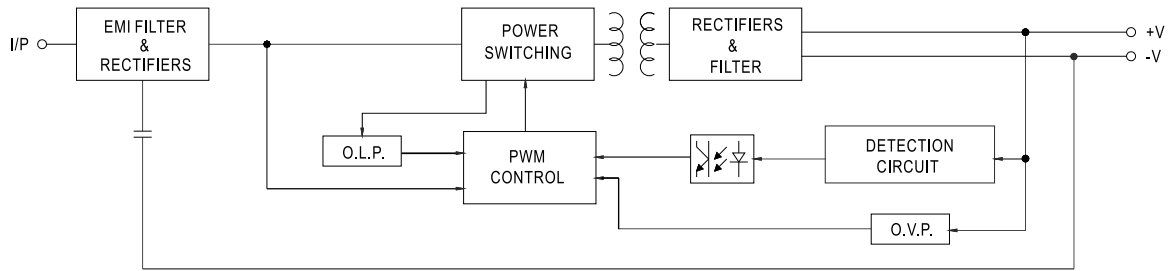 I/P
EMI FILTER
&
RECTIFIERS
POWER
SWITCHING
RECTIFIERS
&
FILTER
+V
-V
O.L.P.
PWM
CONTROL
DETECTION
CIRCUIT
O.V.P.